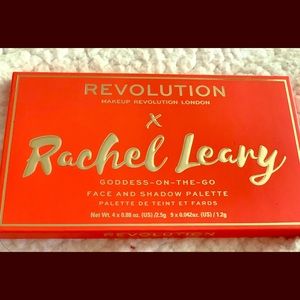 REVOLUTION
MAKEUP REVOLUTION LONDON
X
Rachel Leary
GODDESS-ON-THE-GO
FACE AND SHADOW PALETTE
PALETTE DE TEINT ET FARDS
Net Wt. 4 x 0.88 oz. (US) /2.5g 9 x 0.042oz. (US) / 1.2g